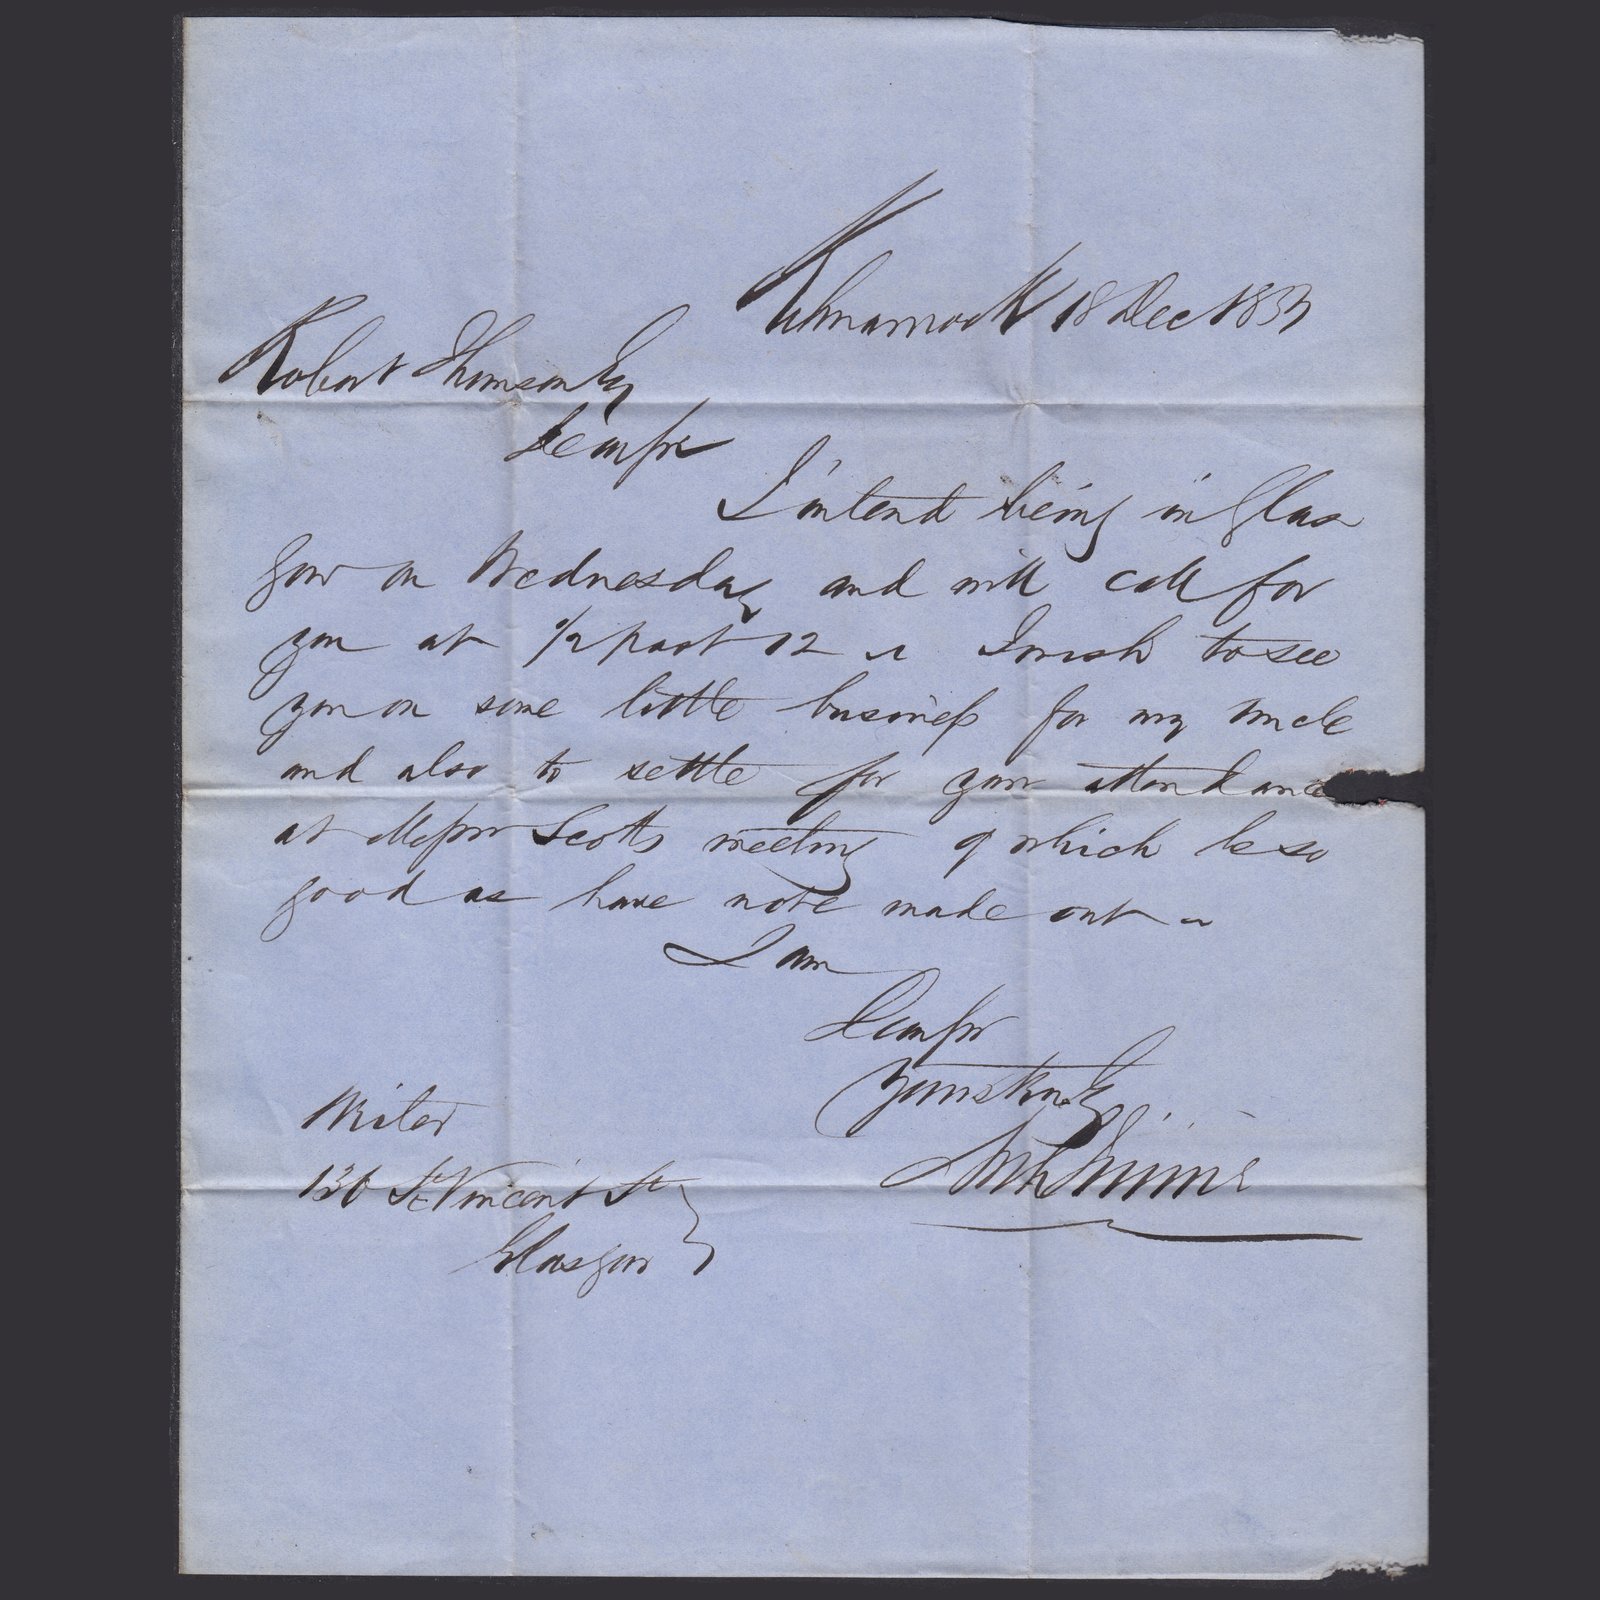 Kilmarnock 18 Dec 185
Robert Thomson Esq
Dear Sir
I intend being in Glas
gow on Wednesday and will call for
you at 1/2 past 12 - I wish to see
you on some little business for my Uncle
and also to settle for your attendance
at Messrs Scotts meeting of which be so
good as have note made out -
I am
Dear Sir
Yours truly
Writer
St Vincent St
Glasgow